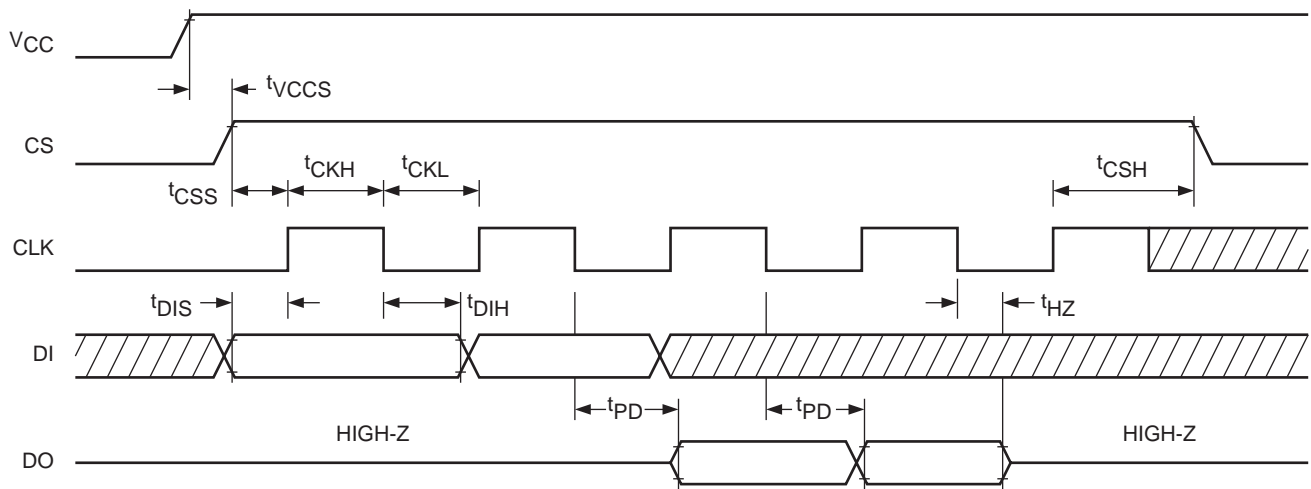 VCC
tVCCS
CS
tCKH tCKL tCSH
tCSS
CLK
tDIS tDIH tHZ
DI
tPD tPD
HIGH-Z HIGH-Z
DO